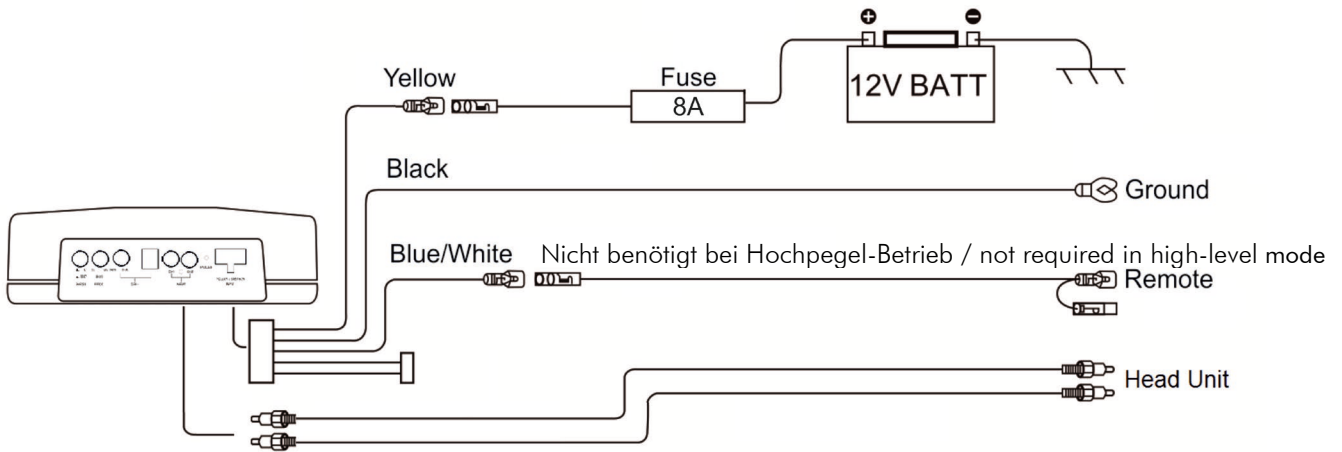 + −
12V BATT
Yellow
Fuse
8A
Black
Ground
Blue/White
Nicht benötigt bei Hochpegel-Betrieb / not required in high-level mode
Remote
Head Unit